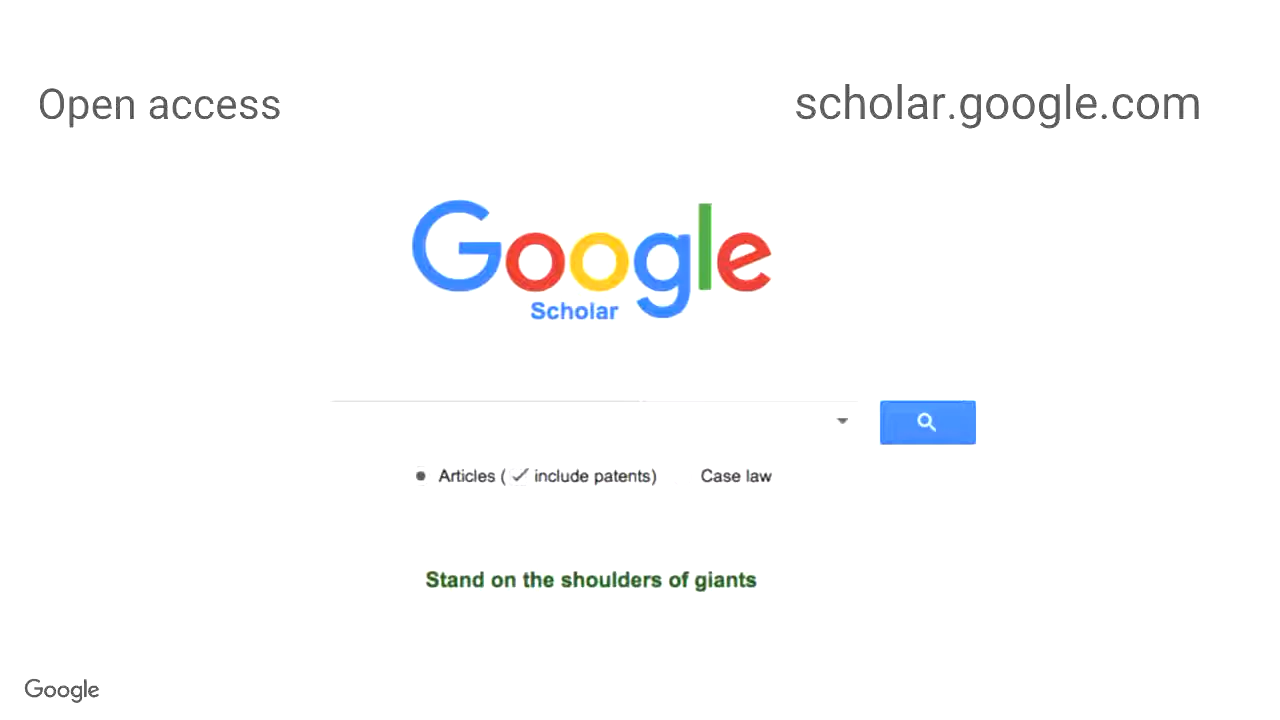 Open access
scholar.google.com
Google
Scholar
Articles (✓ include patents) Case law
Stand on the shoulders of giants
Google